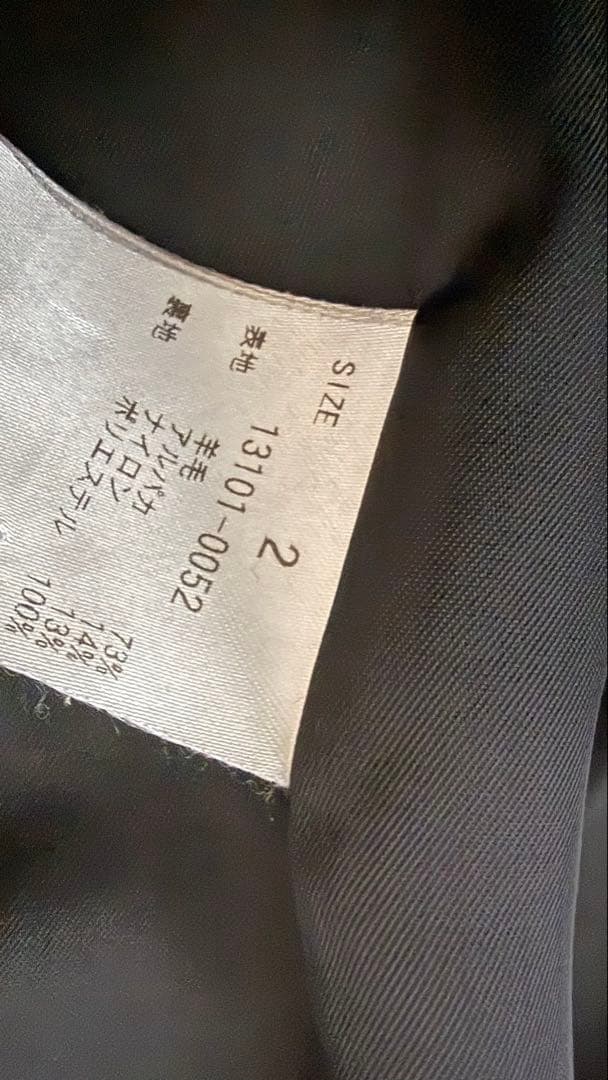 SIZE 2
13101-0052
表地 羊毛 73%
アルパカ 14%
ナイロン 13%
裏地 ポリエステル 100%